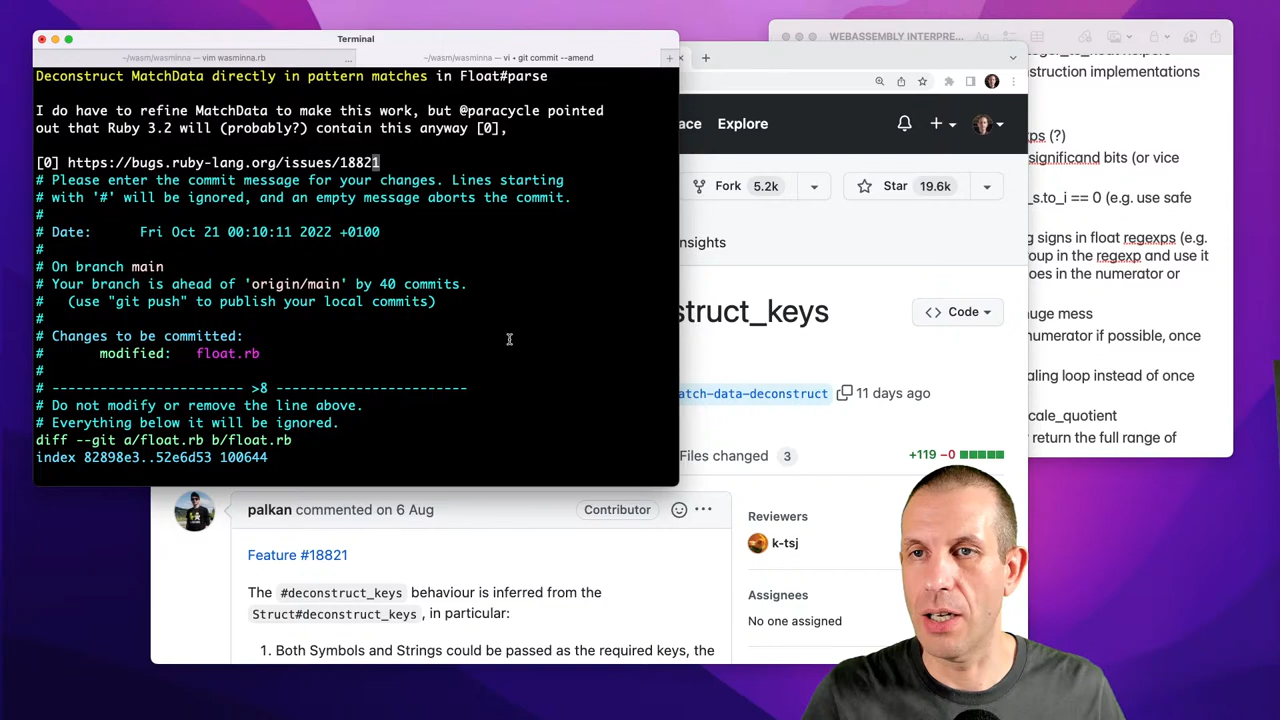 Terminal
~/wasm/wasminna — vim wasminna.rb
...
~/wasm/wasminna — vi • git commit --amend
Deconstruct MatchData directly in pattern matches in Float#parse
I do have to refine MatchData to make this work, but @paracycle pointed
out that Ruby 3.2 will (probably?) contain this anyway [0],
[0] https://bugs.ruby-lang.org/issues/18821
# Please enter the commit message for your changes. Lines starting
# with '#' will be ignored, and an empty message aborts the commit.
#
# Date:      Fri Oct 21 00:10:11 2022 +0100
#
# On branch main
# Your branch is ahead of 'origin/main' by 40 commits.
#   (use "git push" to publish your local commits)
#
# Changes to be committed:
#       modified:   float.rb
#
# ------------------------ >8 ------------------------
# Do not modify or remove the line above.
# Everything below it will be ignored.
diff --git a/float.rb b/float.rb
index 82898e3..52e6d53 100644
WEBASSEMBLY INTERPRE...
ace Explore
Fork 5.2k
Star 19.6k
nsights
struct_keys
Code
atch-data-deconstruct
11 days ago
Files changed 3
+119 −0
palkan commented on 6 Aug
Contributor
Feature #18821
The #deconstruct_keys behaviour is inferred from the
Struct#deconstruct_keys, in particular:
1. Both Symbols and Strings could be passed as the required keys, the
Reviewers
k-tsj
Assignees
No one assigned
nstruction implementations
xps (?)
significand bits (or vice
_s.to_i == 0 (e.g. use safe
g signs in float regexps (e.g.
oup in the regexp and use it
oes in the numerator or
huge mess
numerator if possible, once
aling loop instead of once
cale_quotient
return the full range of